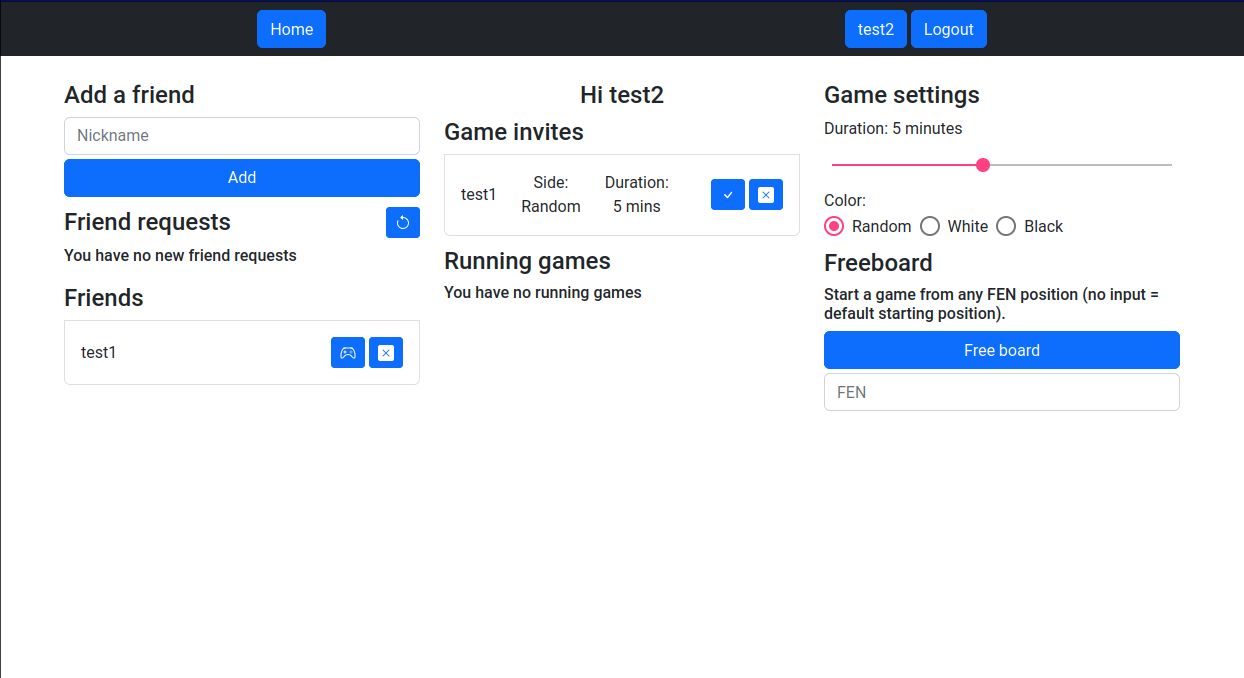 Home
test2
Logout
Add a friend
Nickname
Add
Friend requests
You have no new friend requests
Friends
test1
Hi test2
Game invites
test1
Side:
Random
Duration:
5 mins
Running games
You have no running games
Game settings
Duration: 5 minutes
Color:
Random
White
Black
Freeboard
Start a game from any FEN position (no input =
default starting position).
Free board
FEN